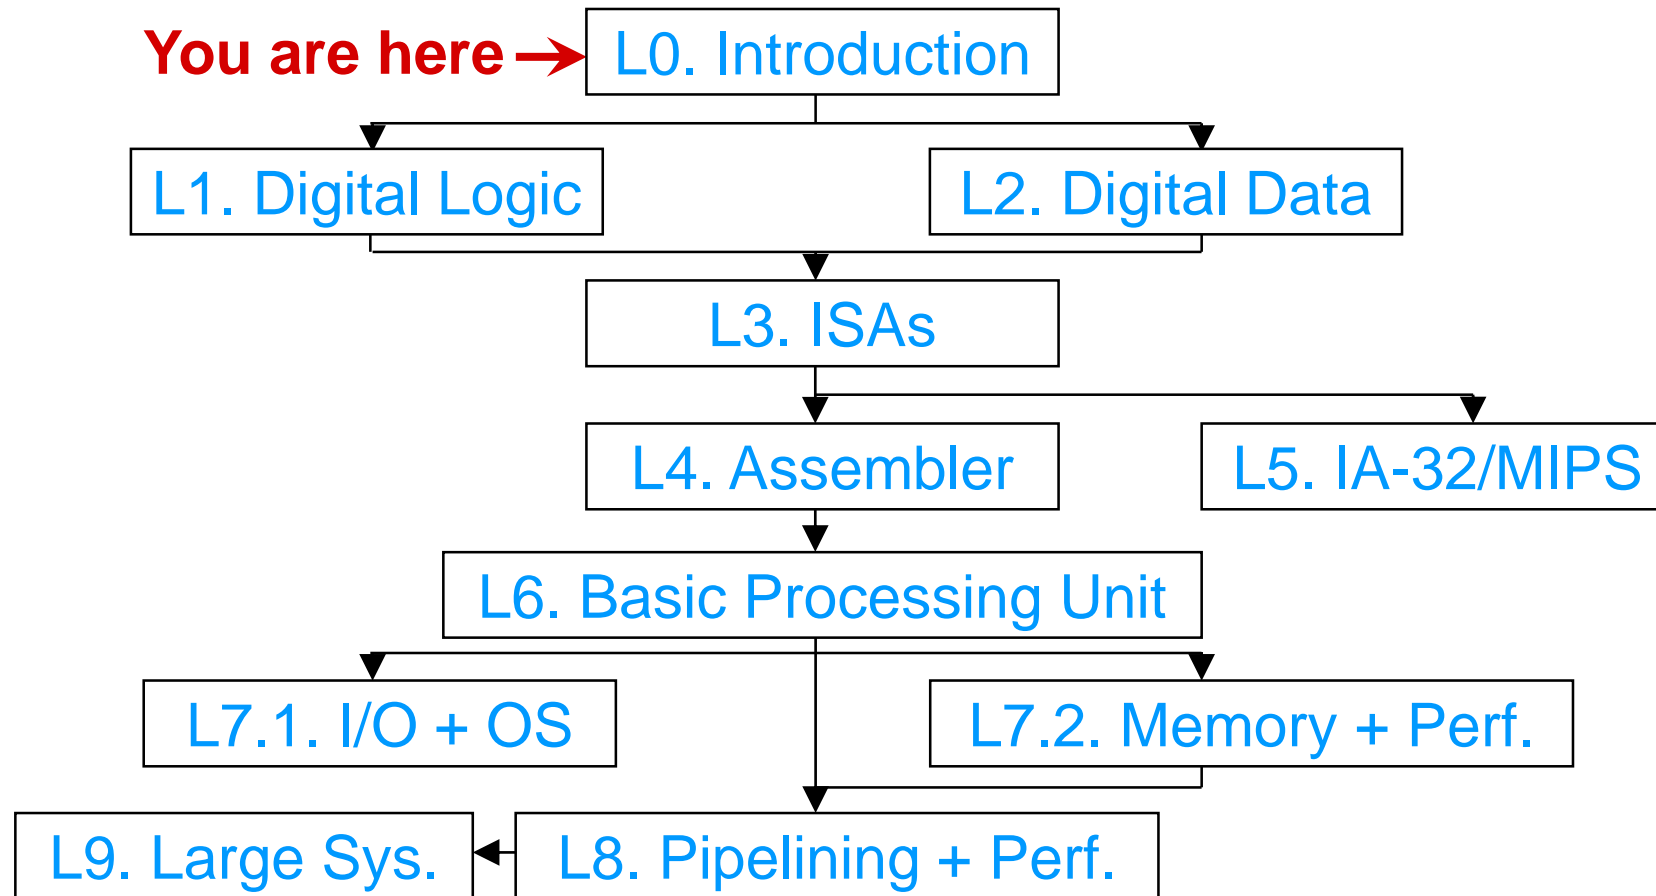 You are here
L0. Introduction
L1. Digital Logic
L2. Digital Data
L3. ISAs
L4. Assembler
L5. IA-32/MIPS
L6. Basic Processing Unit
L7.1. I/O + OS
L7.2. Memory + Perf.
L9. Large Sys.
L8. Pipelining + Perf.